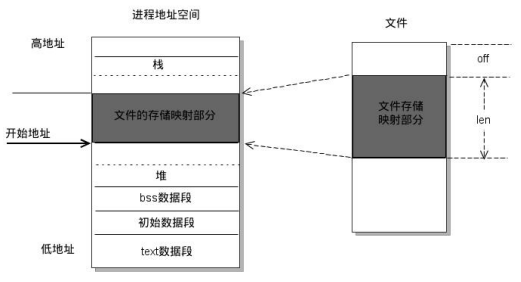 进程地址空间
文件
高地址
off
栈
文件的存储映射部分
文件存储
映射部分
len
开始地址
堆
bss数据段
初始数据段
低地址
text数据段